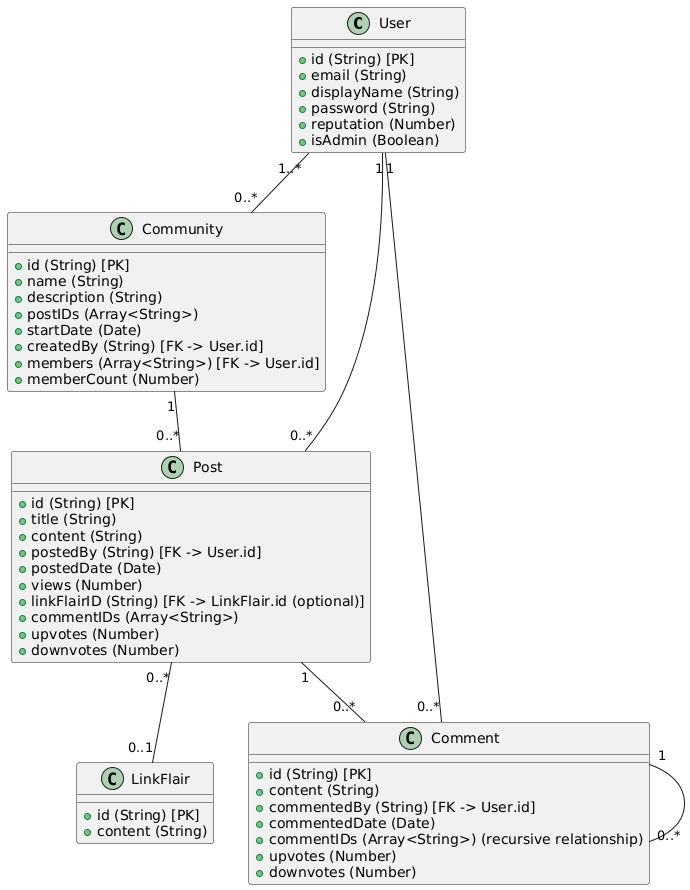 C User
id (String) [PK]
email (String)
displayName (String)
password (String)
reputation (Number)
isAdmin (Boolean)
1..*
1
1
0..*
C Community
id (String) [PK]
name (String)
description (String)
postIDs (Array<String>)
startDate (Date)
createdBy (String) [FK -> User.id]
members (Array<String>) [FK -> User.id]
memberCount (Number)
1
0..*
0..*
C Post
id (String) [PK]
title (String)
content (String)
postedBy (String) [FK -> User.id]
postedDate (Date)
views (Number)
linkFlairID (String) [FK -> LinkFlair.id (optional)]
commentIDs (Array<String>)
upvotes (Number)
downvotes (Number)
0..*
1
0..*
0..*
0..1
C LinkFlair
id (String) [PK]
content (String)
C Comment
id (String) [PK]
content (String)
commentedBy (String) [FK -> User.id]
commentedDate (Date)
commentIDs (Array<String>) (recursive relationship)
upvotes (Number)
downvotes (Number)
1
0..*